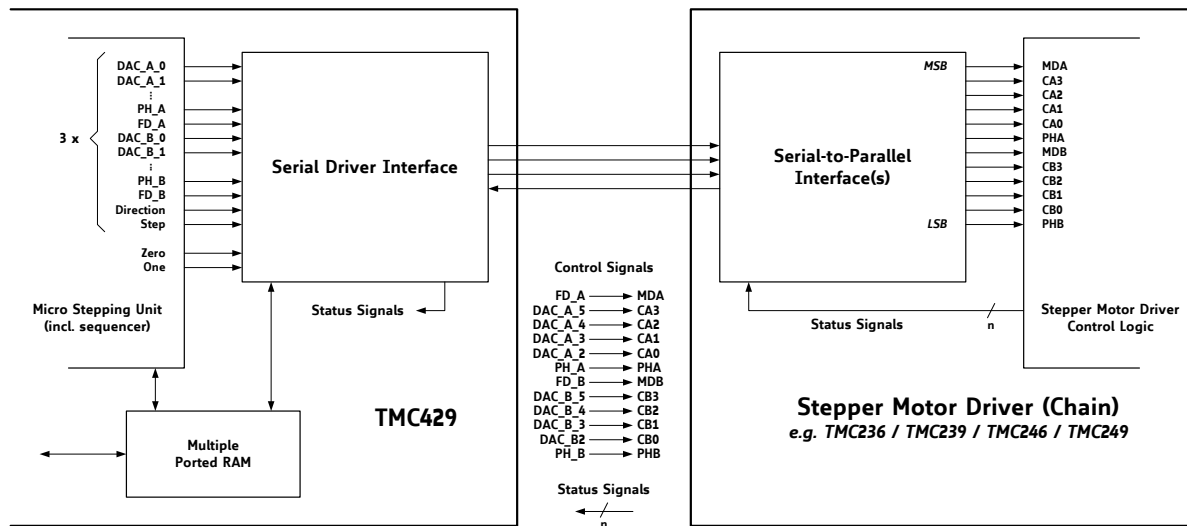 DAC_A_0
DAC_A_1
⋮
PH_A
FD_A
3 x
DAC_B_0
DAC_B_1
⋮
PH_B
FD_B
Direction
Step
Zero
One
Micro Stepping Unit
(incl. sequencer)
Serial Driver Interface
Status Signals
Multiple
Ported RAM
TMC429
Control Signals
FD_A MDA
DAC_A_5 CA3
DAC_A_4 CA2
DAC_A_3 CA1
DAC_A_2 CA0
PH_A PHA
FD_B MDB
DAC_B_5 CB3
DAC_B_4 CB2
DAC_B_3 CB1
DAC_B2 CB0
PH_B PHB
Status Signals
n
Serial-to-Parallel
Interface(s)
MSB
LSB
MDA
CA3
CA2
CA1
CA0
PHA
MDB
CB3
CB2
CB1
CB0
PHB
Status Signals
n
Stepper Motor Driver
Control Logic
Stepper Motor Driver (Chain)
e.g. TMC236 / TMC239 / TMC246 / TMC249